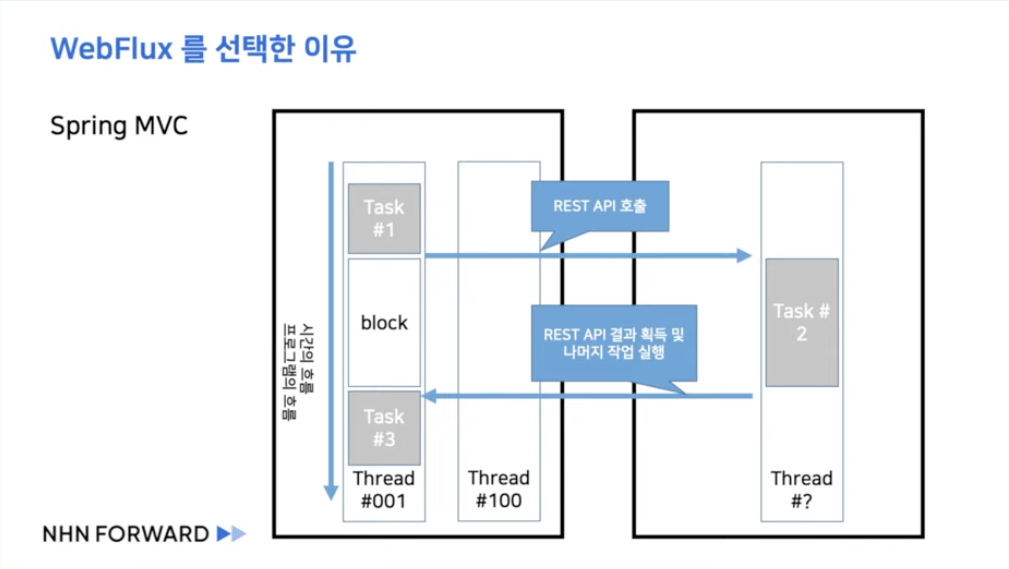 WebFlux 를 선택한 이유
Spring MVC
시간의 흐름
프로그램의 흐름
Task
#1
block
Task
#3
Thread
#001
Thread
#100
REST API 호출
REST API 결과 획득 및
나머지 작업 실행
Task #
2
Thread
#?
NHN FORWARD